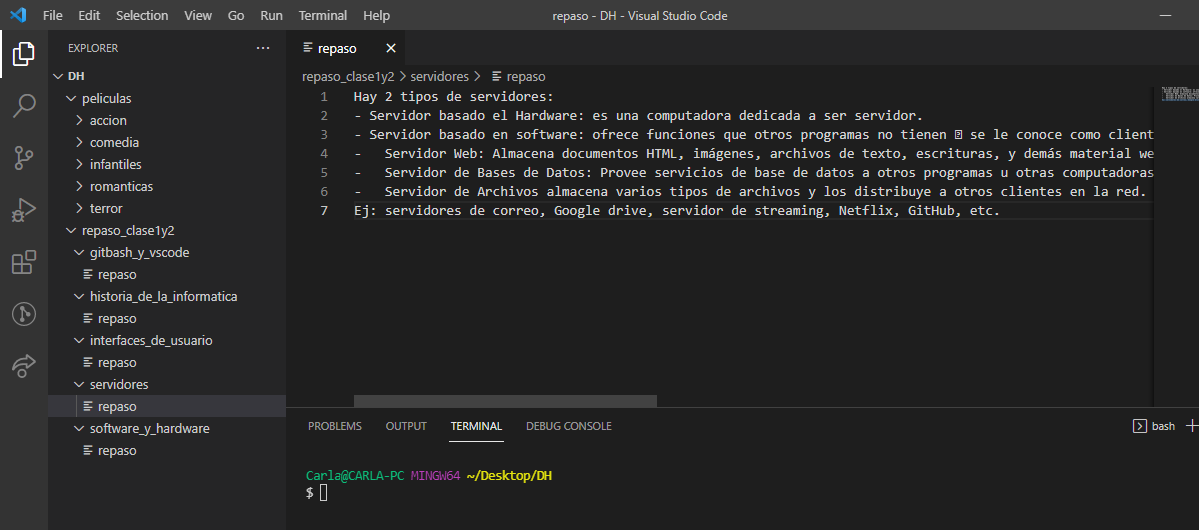 File Edit Selection View Go Run Terminal Help repaso - DH - Visual Studio Code
EXPLORER ···
DH
peliculas
accion
comedia
infantiles
romanticas
terror
repaso_clase1y2
gitbash_y_vscode
repaso
historia_de_la_informatica
repaso
interfaces_de_usuario
repaso
servidores
repaso
software_y_hardware
repaso
repaso
repaso_clase1y2 > servidores > repaso
1 Hay 2 tipos de servidores:
2 - Servidor basado el Hardware: es una computadora dedicada a ser servidor.
3 - Servidor basado en software: ofrece funciones que otros programas no tienen se le conoce como client
4 - Servidor Web: Almacena documentos HTML, imágenes, archivos de texto, escrituras, y demás material we
5 - Servidor de Bases de Datos: Provee servicios de base de datos a otros programas u otras computadoras
6 - Servidor de Archivos almacena varios tipos de archivos y los distribuye a otros clientes en la red.
7 Ej: servidores de correo, Google drive, servidor de streaming, Netflix, GitHub, etc.
PROBLEMS OUTPUT TERMINAL DEBUG CONSOLE bash
Carla@CARLA-PC MINGW64 ~/Desktop/DH
$